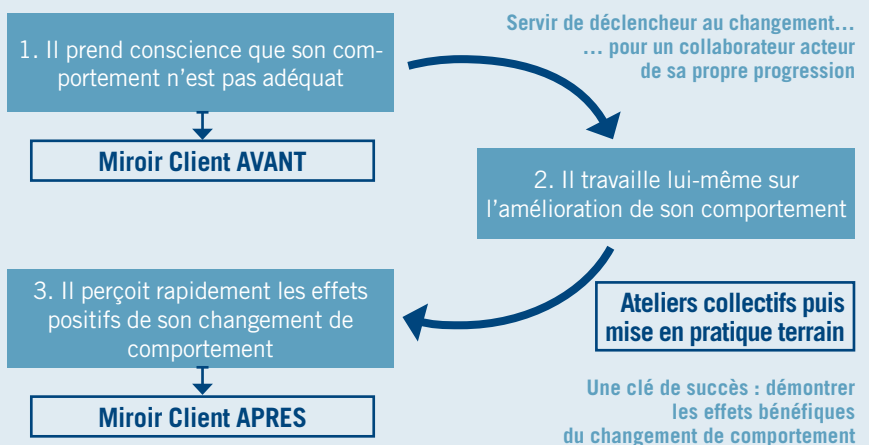 1. Il prend conscience que son com-
portement n'est pas adéquat
Miroir Client AVANT
Servir de déclencheur au changement…
… pour un collaborateur acteur
de sa propre progression
2. Il travaille lui-même sur
l'amélioration de son comportement
Ateliers collectifs puis
mise en pratique terrain
3. Il perçoit rapidement les effets
positifs de son changement de
comportement
Miroir Client APRES
Une clé de succès : démontrer
les effets bénéfiques
du changement de comportement